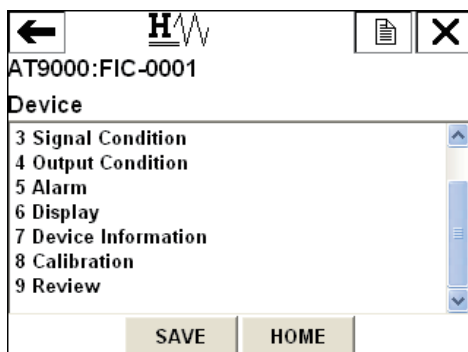 H
AT9000:FIC-0001
Device
3 Signal Condition
4 Output Condition
5 Alarm
6 Display
7 Device Information
8 Calibration
9 Review
SAVE HOME